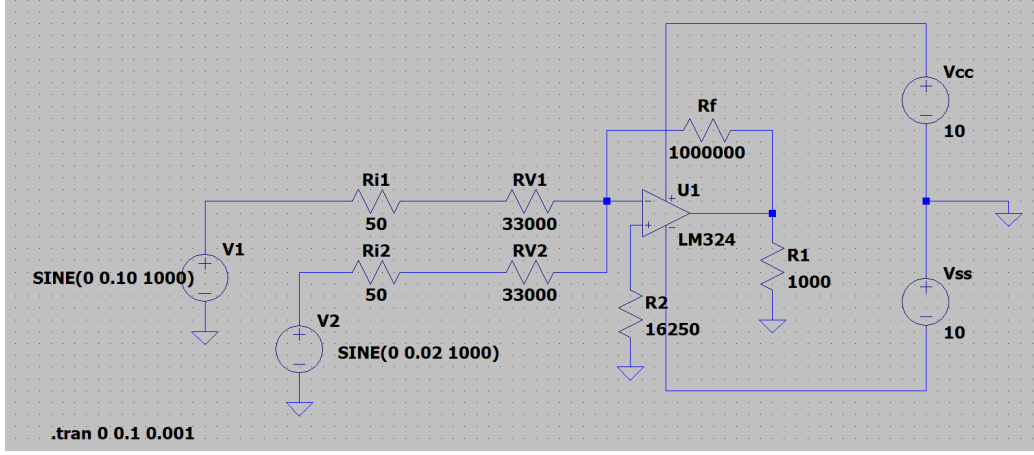 Vcc
10
Rf
1000000
Ri1
50
RV1
33000
U1
LM324
V1
SINE(0 0.10 1000)
Ri2
50
RV2
33000
R1
1000
R2
16250
Vss
10
V2
SINE(0 0.02 1000)
.tran 0 0.1 0.001